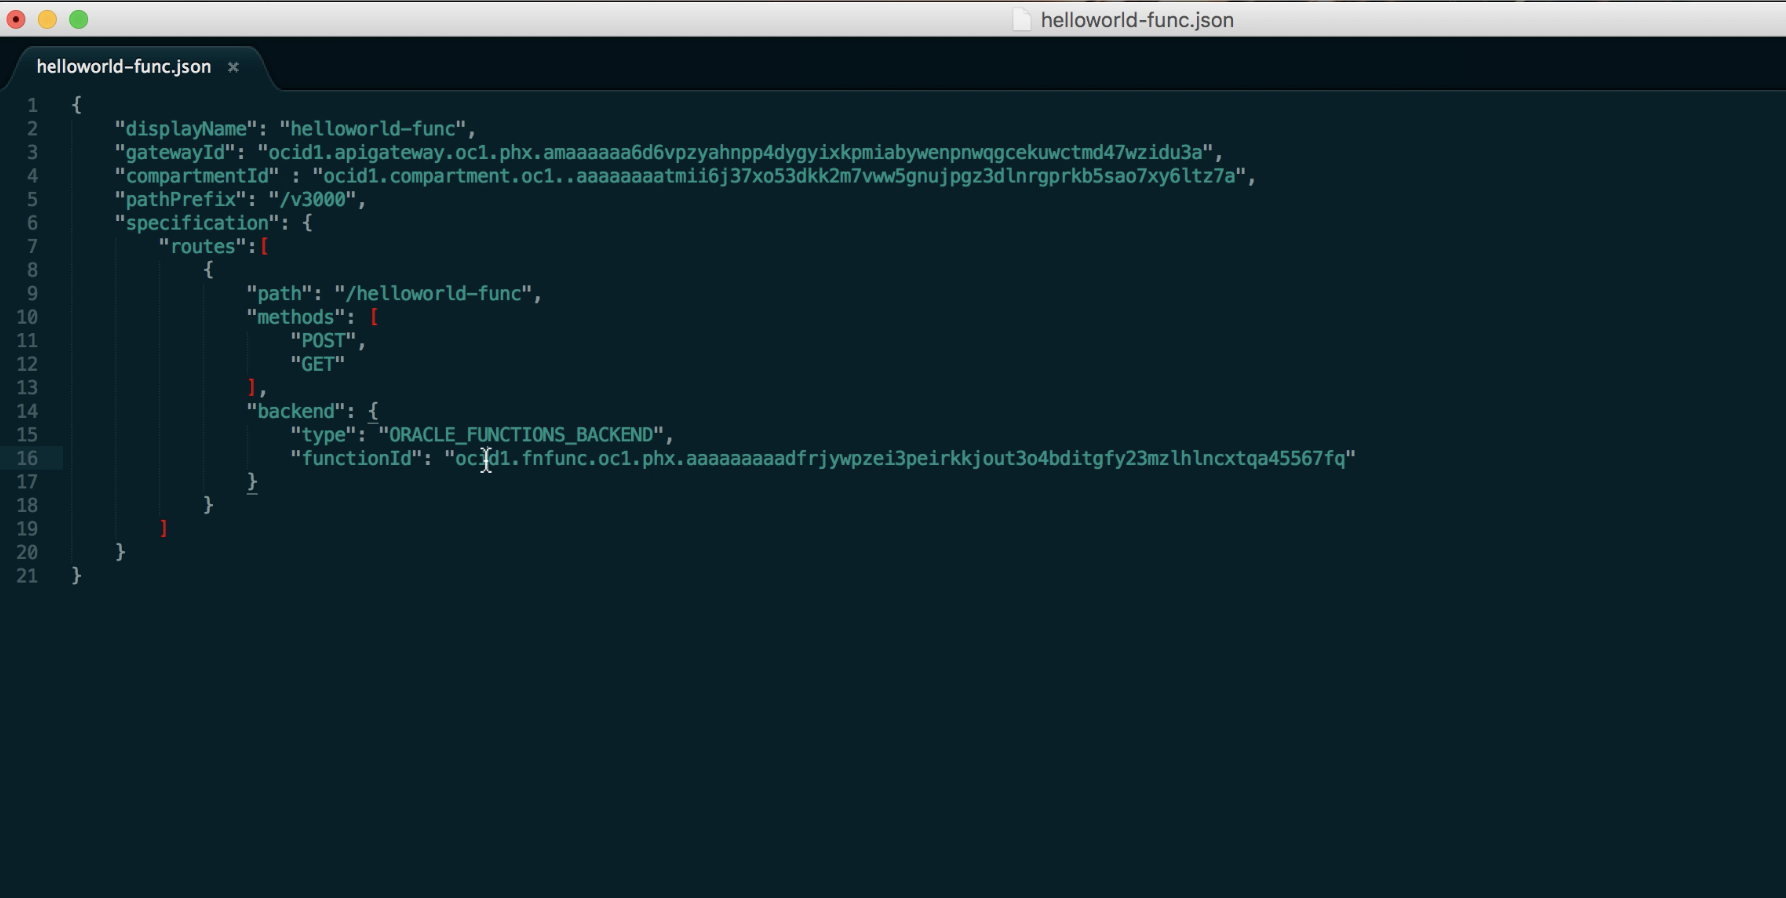 helloworld-func.json
helloworld-func.json ×
1 {
2 "displayName": "helloworld-func",
3 "gatewayId": "ocid1.apigateway.oc1.phx.amaaaaaa6d6vpzyahnpp4dygyixkpmiabywenpnwqgcekuwctmd47wzidu3a",
4 "compartmentId" : "ocid1.compartment.oc1..aaaaaaaatmii6j37xo53dkk2m7vww5gnujpgz3dlnrgprkb5sao7xy6ltz7a",
5 "pathPrefix": "/v3000",
6 "specification": {
7 "routes":[
8 {
9 "path": "/helloworld-func",
10 "methods": [
11 "POST",
12 "GET"
13 ],
14 "backend": {
15 "type": "ORACLE_FUNCTIONS_BACKEND",
16 "functionId": "ocid1.fnfunc.oc1.phx.aaaaaaaaadfrjywpzei3peirkkjout3o4bditgfy23mzlhlncxtqa45567fq"
17 }
18 }
19 ]
20 }
21 }